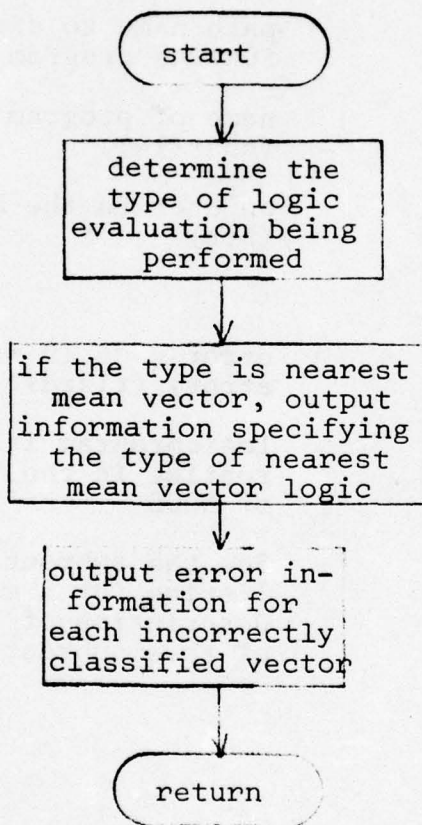 start
determine the
type of logic
evaluation being
performed
if the type is nearest
mean vector, output
information specifying
the type of nearest
mean vector logic
output error in-
formation for
each incorrectly
classified vector
return